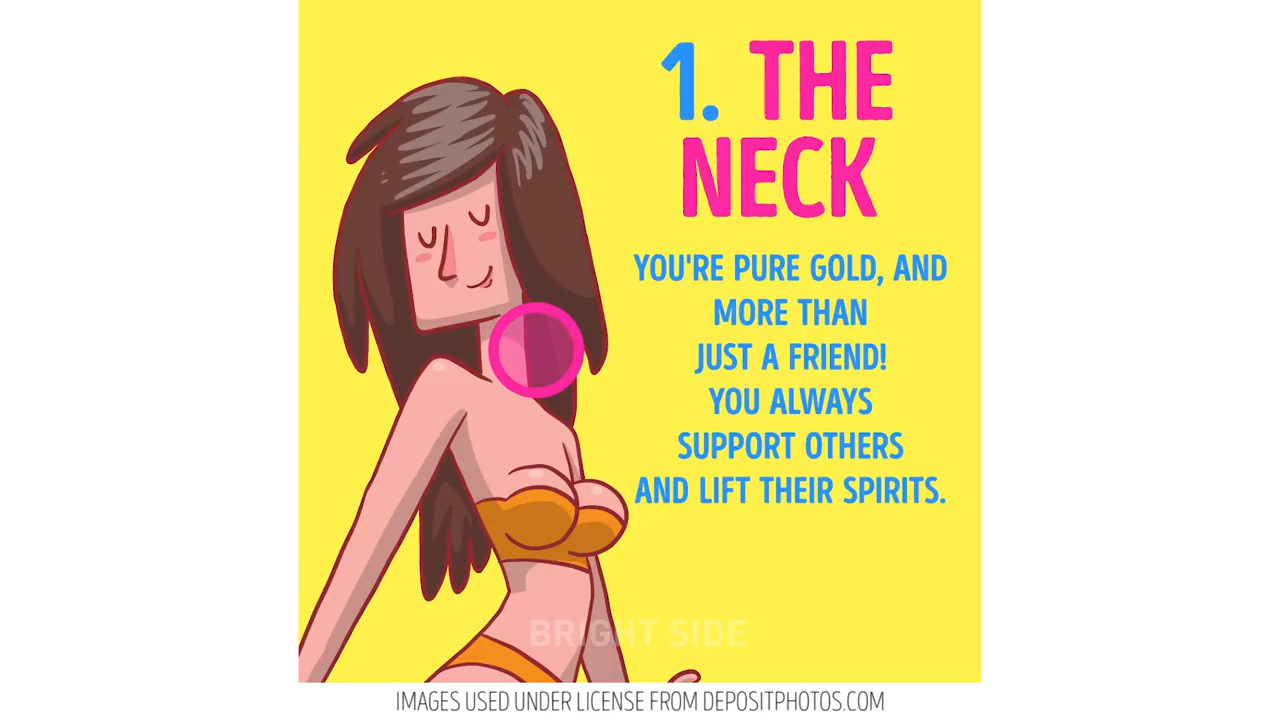 1. THE
NECK
YOU'RE PURE GOLD, AND
MORE THAN
JUST A FRIEND!
YOU ALWAYS
SUPPORT OTHERS
AND LIFT THEIR SPIRITS.
BRIGHT SIDE
IMAGES USED UNDER LICENSE FROM DEPOSITPHOTOS.COM